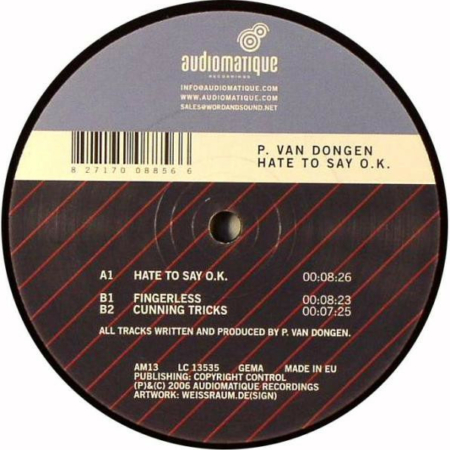 audiomatique
RECORDINGS
INFO@AUDIOMATIQUE.COM
WWW.AUDIOMATIQUE.COM
SALES@WORDANDSOUND.NET
8 27170 08856 6
P. VAN DONGEN
HATE TO SAY O.K.
A1 HATE TO SAY O.K. 00:08:26
B1 FINGERLESS 00:08:23
B2 CUNNING TRICKS 00:07:25
ALL TRACKS WRITTEN AND PRODUCED BY P. VAN DONGEN.
AM13 LC 13535 GEMA MADE IN EU
PUBLISHING: COPYRIGHT CONTROL
(P)&(C) 2006 AUDIOMATIQUE RECORDINGS
ARTWORK: WEISSRAUM.DE(SIGN)